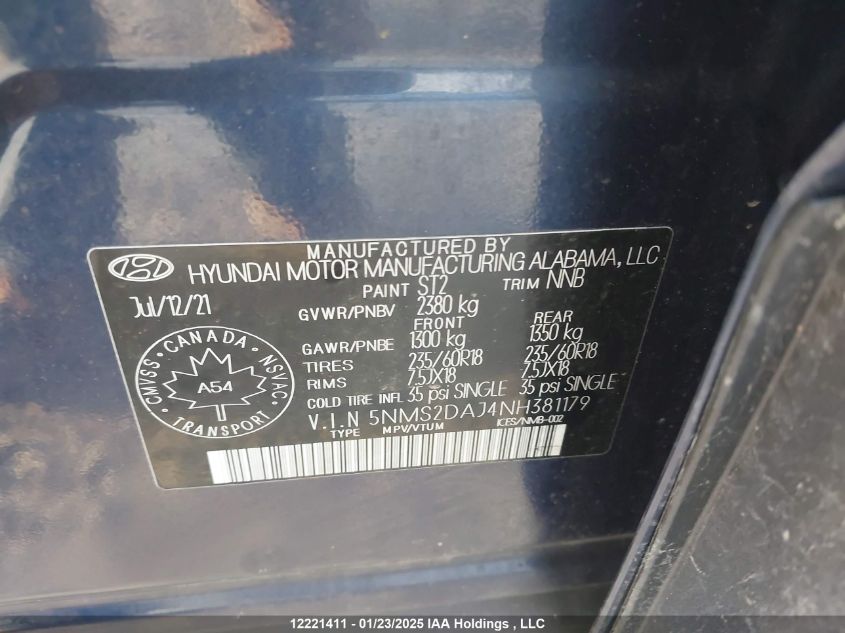 MANUFACTURED BY
HYUNDAI MOTOR MANUFACTURING ALABAMA, LLC
Jul/12/21
PAINT ST2 TRIM NNB
GVWR/PNBV 2380 kg
FRONT REAR
GAWR/PNBE 1300 kg 1350 kg
TIRES 235/60R18 235/60R18
RIMS 7.5JX18 7.5JX18
COLD TIRE INFL 35 psi SINGLE 35 psi SINGLE
V.I.N 5NMS2DAJ4NH381179
TYPE MPV/VTUM ICES/NMB-002
CMVSS • CANADA • NSVAC
A54
• TRANSPORT •
12221411 - 01/23/2025 IAA Holdings , LLC